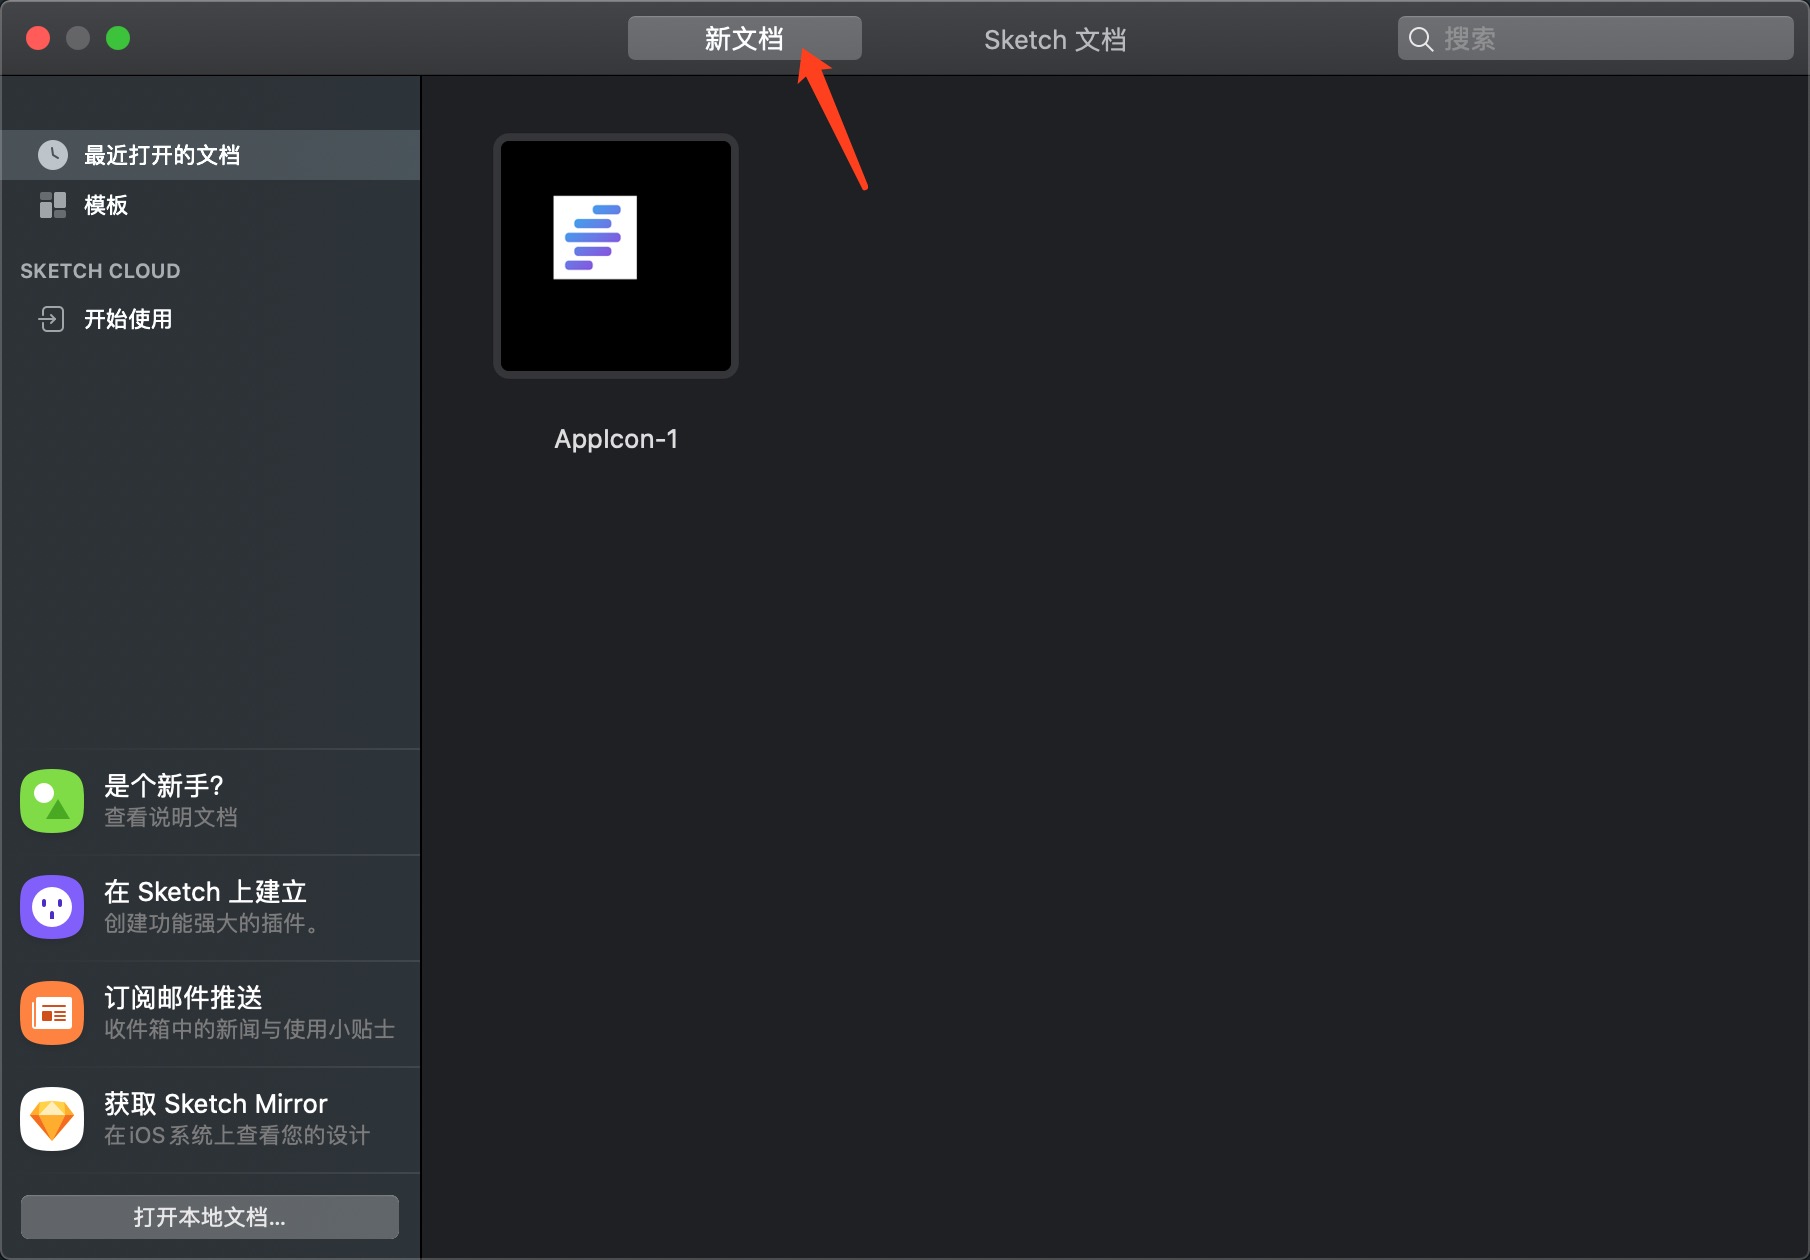 新文档
Sketch 文档
搜索
最近打开的文档
模板
SKETCH CLOUD
开始使用
AppIcon-1
是个新手?
查看说明文档
在 Sketch 上建立
创建功能强大的插件。
订阅邮件推送
收件箱中的新闻与使用小贴士
获取 Sketch Mirror
在iOS系统上查看您的设计
打开本地文档...